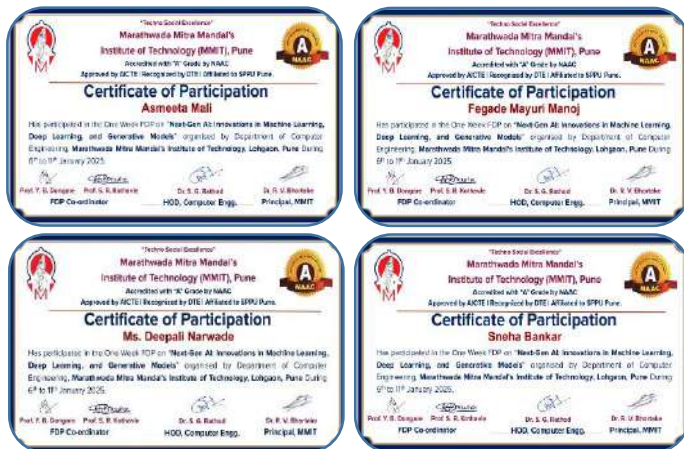 "Techno Social Excellence"
Marathwada Mitra Mandal's
Institute of Technology (MMIT), Pune
Accredited with "A" Grade by NAAC
Approved by AICTE | Recognized by DTE | Affiliated to SPPU Pune.
A
NAAC
Certificate of Participation
Asmeeta Mali
Has participated in the One Week FDP on "Next-Gen AI: Innovations in Machine Learning,
Deep Learning, and Generative Models" organised by Department of Computer
Engineering, Marathwada Mitra Mandal's Institute of Technology, Lohgaon, Pune During
6th to 11th January 2025.
Prof. Y. B. Dongare Prof. S. R. Kothavle Dr. S. G. Rathod Dr. R. V. Bhortake
FDP Co-ordinator HOD, Computer Engg. Principal, MMIT
"Techno Social Excellence"
Marathwada Mitra Mandal's
Institute of Technology (MMIT), Pune
Accredited with "A" Grade by NAAC
Approved by AICTE | Recognized by DTE | Affiliated to SPPU Pune.
A
NAAC
Certificate of Participation
Fegade Mayuri Manoj
Has participated in the One Week FDP on "Next-Gen AI: Innovations in Machine Learning,
Deep Learning, and Generative Models" organised by Department of Computer
Engineering, Marathwada Mitra Mandal's Institute of Technology, Lohgaon, Pune During
6th to 11th January 2025.
Prof. Y. B. Dongare Prof. S. R. Kothavle Dr. S. G. Rathod Dr. R. V. Bhortake
FDP Co-ordinator HOD, Computer Engg. Principal, MMIT
"Techno Social Excellence"
Marathwada Mitra Mandal's
Institute of Technology (MMIT), Pune
Accredited with "A" Grade by NAAC
Approved by AICTE | Recognized by DTE | Affiliated to SPPU Pune.
A
NAAC
Certificate of Participation
Ms. Deepali Narwade
Has participated in the One Week FDP on "Next-Gen AI: Innovations in Machine Learning,
Deep Learning, and Generative Models" organised by Department of Computer
Engineering, Marathwada Mitra Mandal's Institute of Technology, Lohgaon, Pune During
6th to 11th January 2025.
Prof. Y. B. Dongare Prof. S. R. Kothavle Dr. S. G. Rathod Dr. R. V. Bhortake
FDP Co-ordinator HOD, Computer Engg. Principal, MMIT
"Techno Social Excellence"
Marathwada Mitra Mandal's
Institute of Technology (MMIT), Pune
Accredited with "A" Grade by NAAC
Approved by AICTE | Recognized by DTE | Affiliated to SPPU Pune.
A
NAAC
Certificate of Participation
Sneha Bankar
Has participated in the One Week FDP on "Next-Gen AI: Innovations in Machine Learning,
Deep Learning, and Generative Models" organised by Department of Computer
Engineering, Marathwada Mitra Mandal's Institute of Technology, Lohgaon, Pune During
6th to 11th January 2025.
Prof. Y. B. Dongare Prof. S. R. Kothavle Dr. S. G. Rathod Dr. R. V. Bhortake
FDP Co-ordinator HOD, Computer Engg. Principal, MMIT